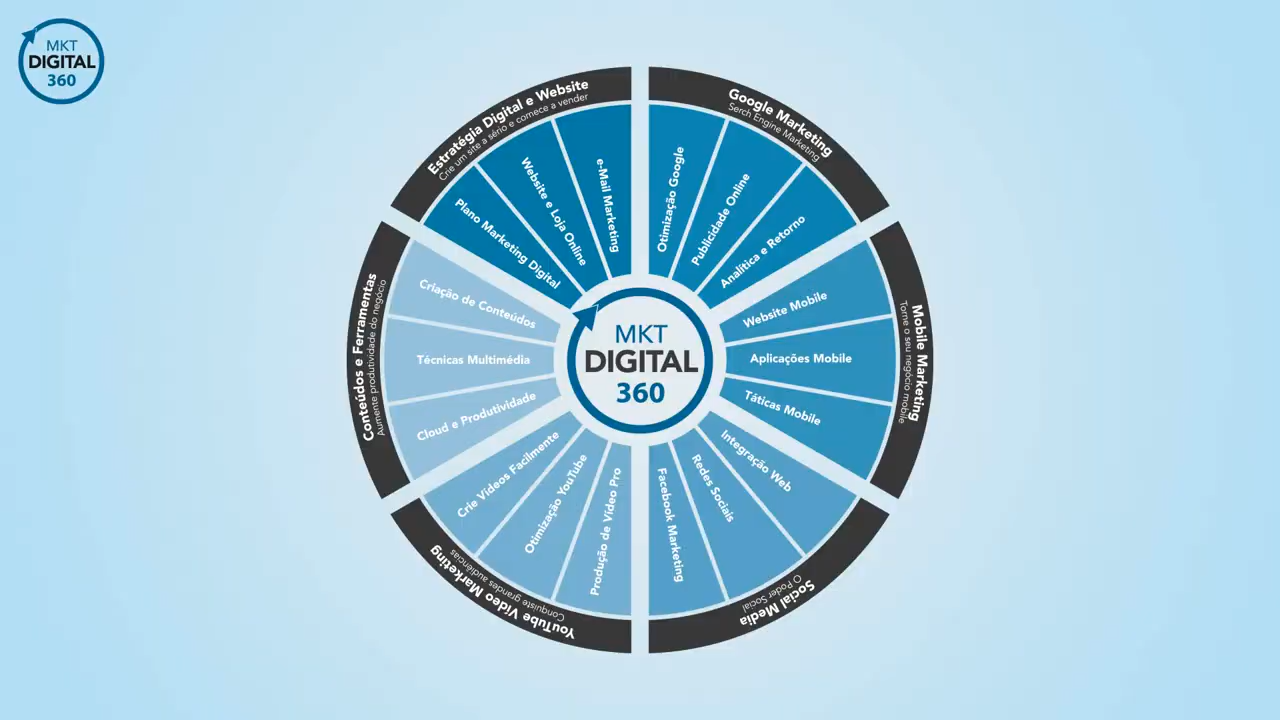 MKT
DIGITAL
360
Estratégia Digital e Website
Crie um site a sério e comece a vender
Plano Marketing Digital
Website e Loja Online
e-Mail Marketing
Google Marketing
Serch Engine Marketing
Otimização Google
Publicidade Online
Analítica e Retorno
Mobile Marketing
Torne o seu negócio mobile
Website Mobile
Aplicações Mobile
Táticas Mobile
Social Media
O Poder Social
Integração Web
Redes Sociais
Facebook Marketing
YouTube Vídeo Marketing
Conquiste grandes audiências
Produção de Vídeo Pro
Otimização YouTube
Crie Vídeos Facilmente
Conteúdos e Ferramentas
Aumente produtividade do negócio
Cloud e Produtividade
Técnicas Multimédia
Criação de Conteúdos
MKT
DIGITAL
360